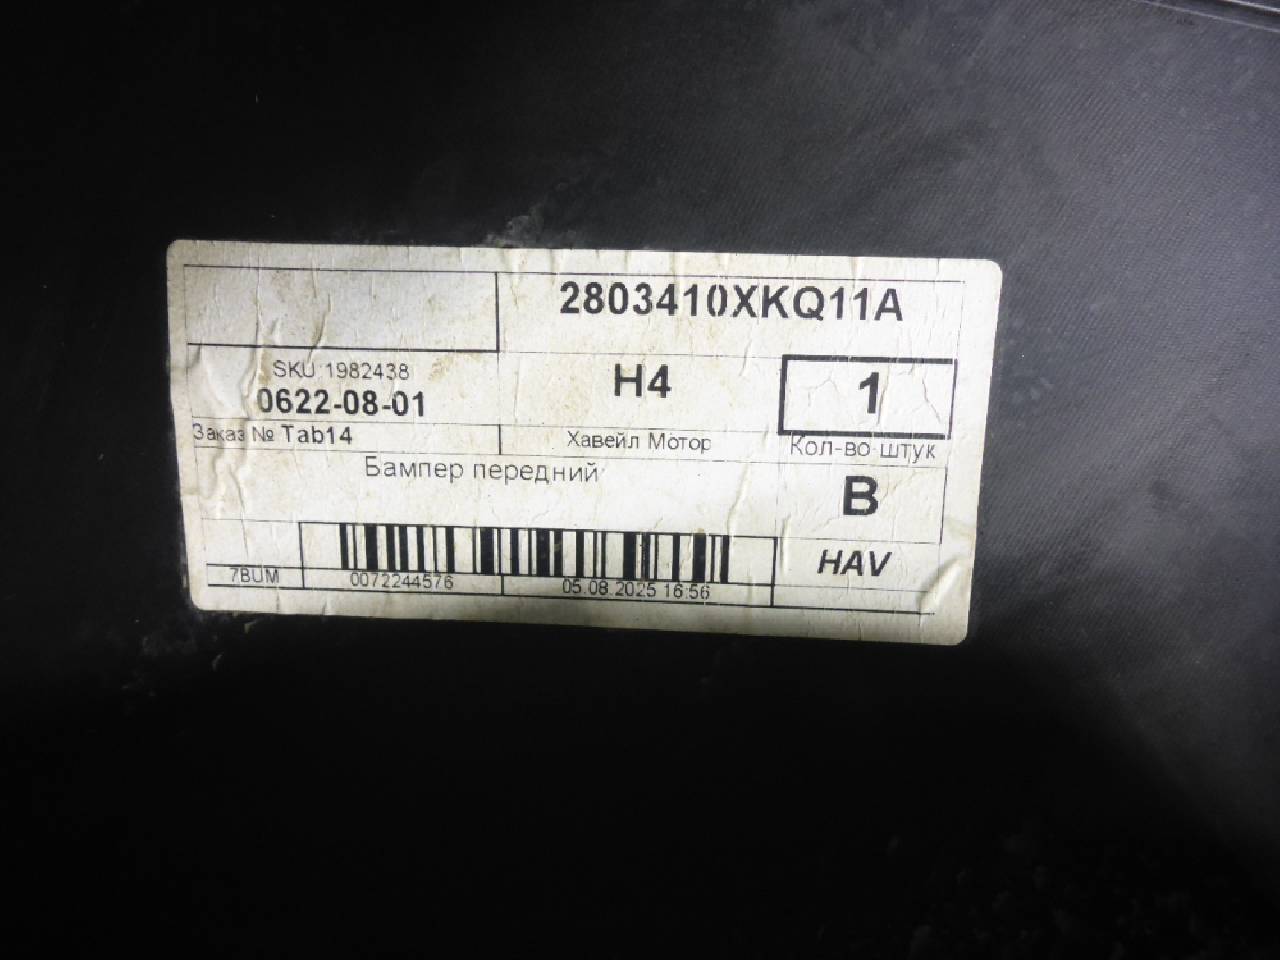 2803410XKQ11A
SKU:1982438
0622-08-01
H4
1
Заказ № Tab14
Хавейл Мотор
Кол-во штук
Бампер передний
B
HAV
7BUM
0072244576
05.08.2025 16:56